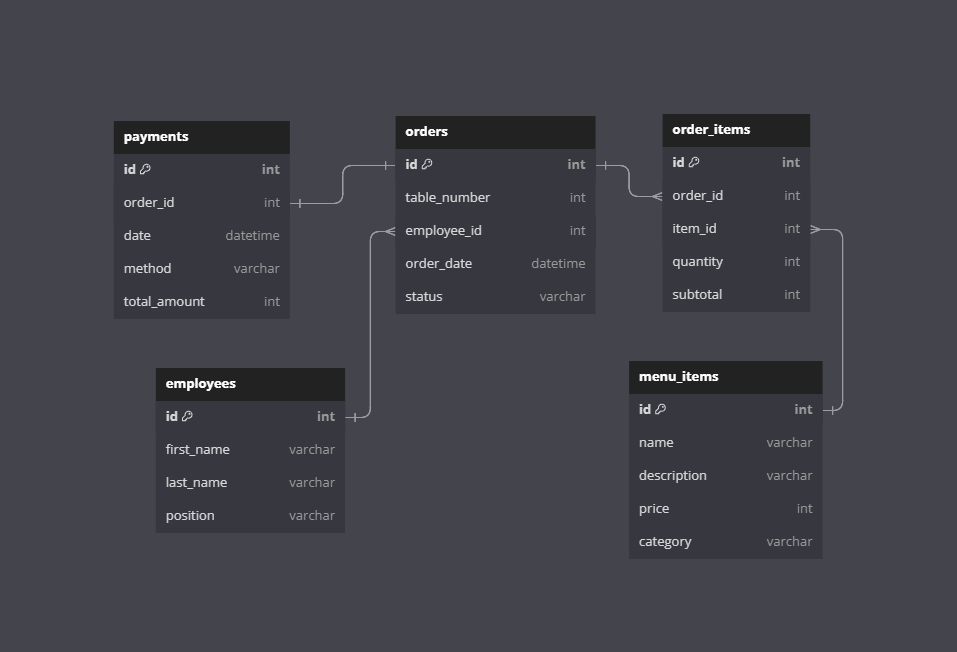 payments
id int
order_id int
date datetime
method varchar
total_amount int
orders
id int
table_number int
employee_id int
order_date datetime
status varchar
order_items
id int
order_id int
item_id int
quantity int
subtotal int
employees
id int
first_name varchar
last_name varchar
position varchar
menu_items
id int
name varchar
description varchar
price int
category varchar